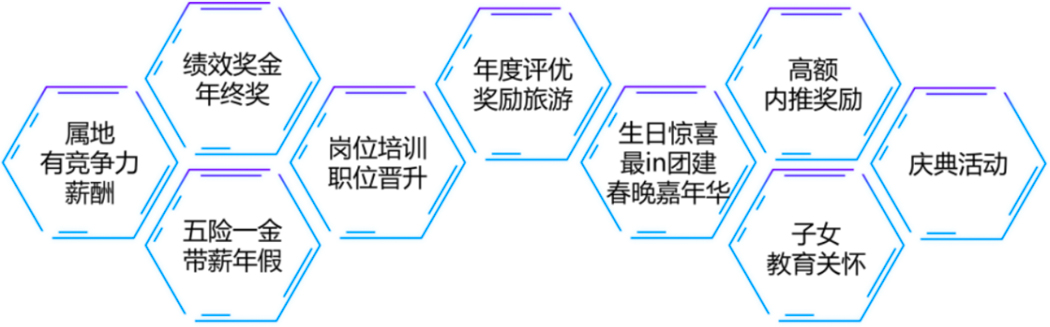 属地
有竞争力
薪酬
绩效奖金
年终奖
五险一金
带薪年假
岗位培训
职位晋升
年度评优
奖励旅游
生日惊喜
最in团建
春晚嘉年华
高额
内推奖励
子女
教育关怀
庆典活动